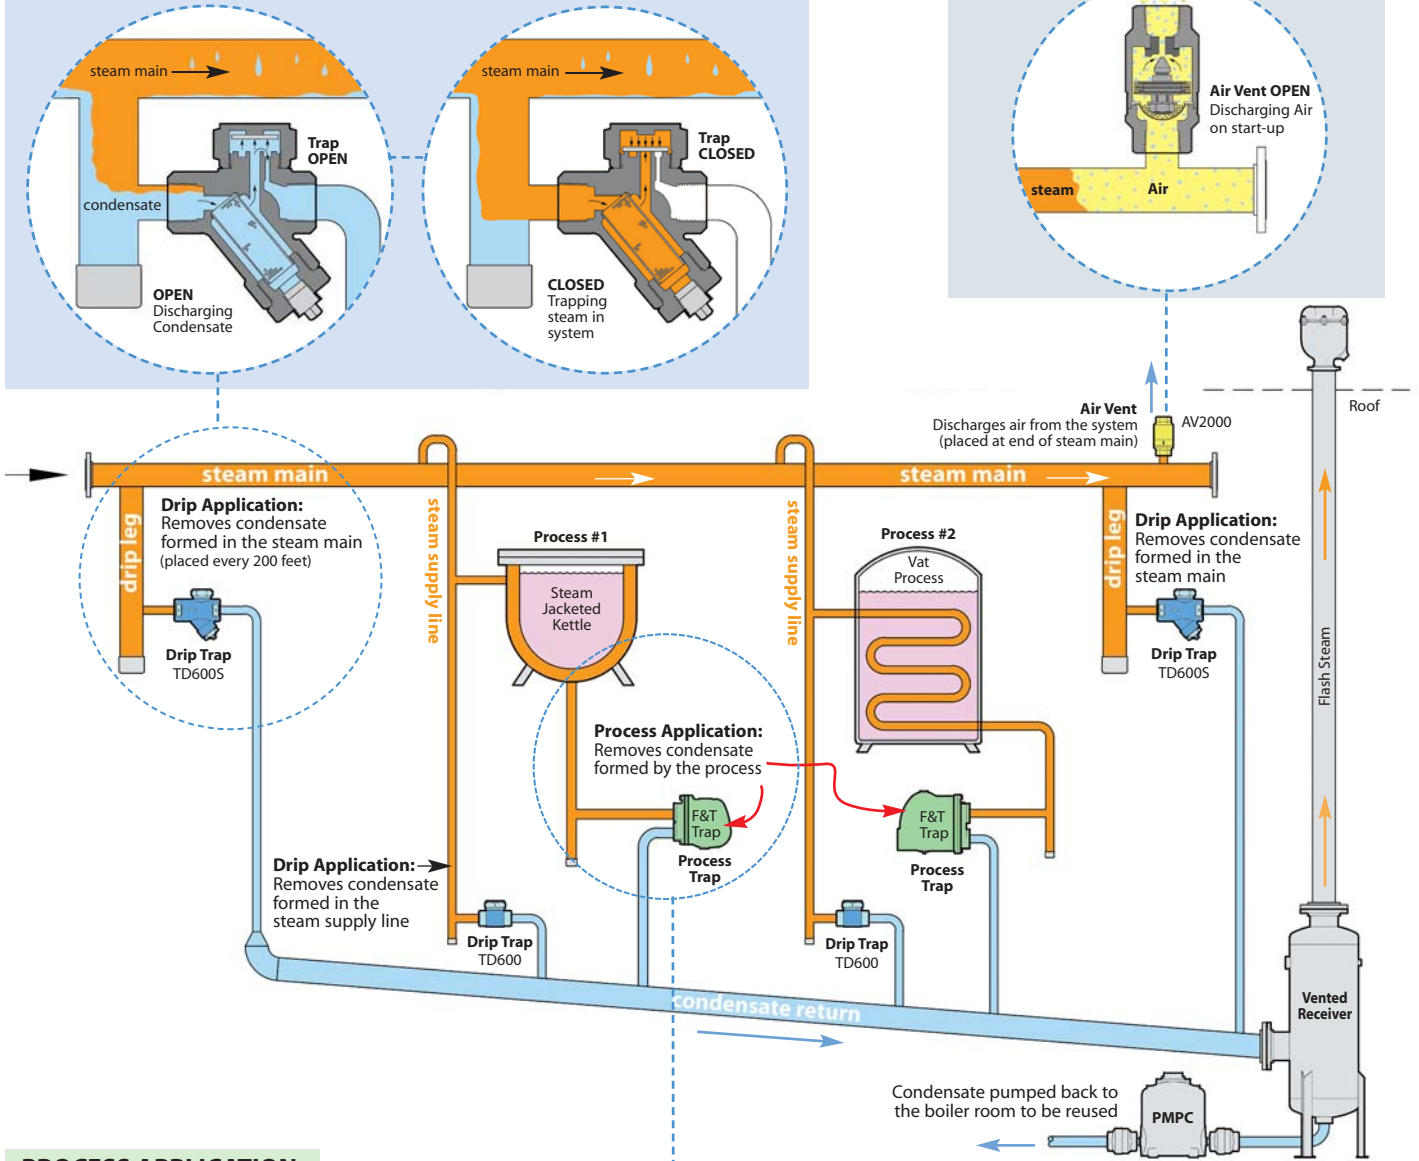 steam main
Trap
OPEN
condensate
OPEN
Discharging
Condensate
steam main
Trap
CLOSED
CLOSED
Trapping
steam in
system
Air Vent OPEN
Discharging Air
on start-up
steam
Air
Air Vent
Discharges air from the system
(placed at end of steam main)
AV2000
Roof
steam main
steam main
drip leg
Drip Application:
Removes condensate
formed in the steam main
(placed every 200 feet)
Drip Trap
TD600S
steam supply line
Process #1
Steam
Jacketed
Kettle
steam supply line
Process #2
Vat
Process
drip leg
Drip Application:
Removes condensate
formed in the
steam main
Drip Trap
TD600S
Flash Steam
Process Application:
Removes condensate
formed by the process
F&T
Trap
Process
Trap
F&T
Trap
Process
Trap
Drip Application:
Removes condensate
formed in the
steam supply line
Drip Trap
TD600
Drip Trap
TD600
condensate return
Vented
Receiver
Condensate pumped back to
the boiler room to be reused
PMPC
PROCESS APPLICATION